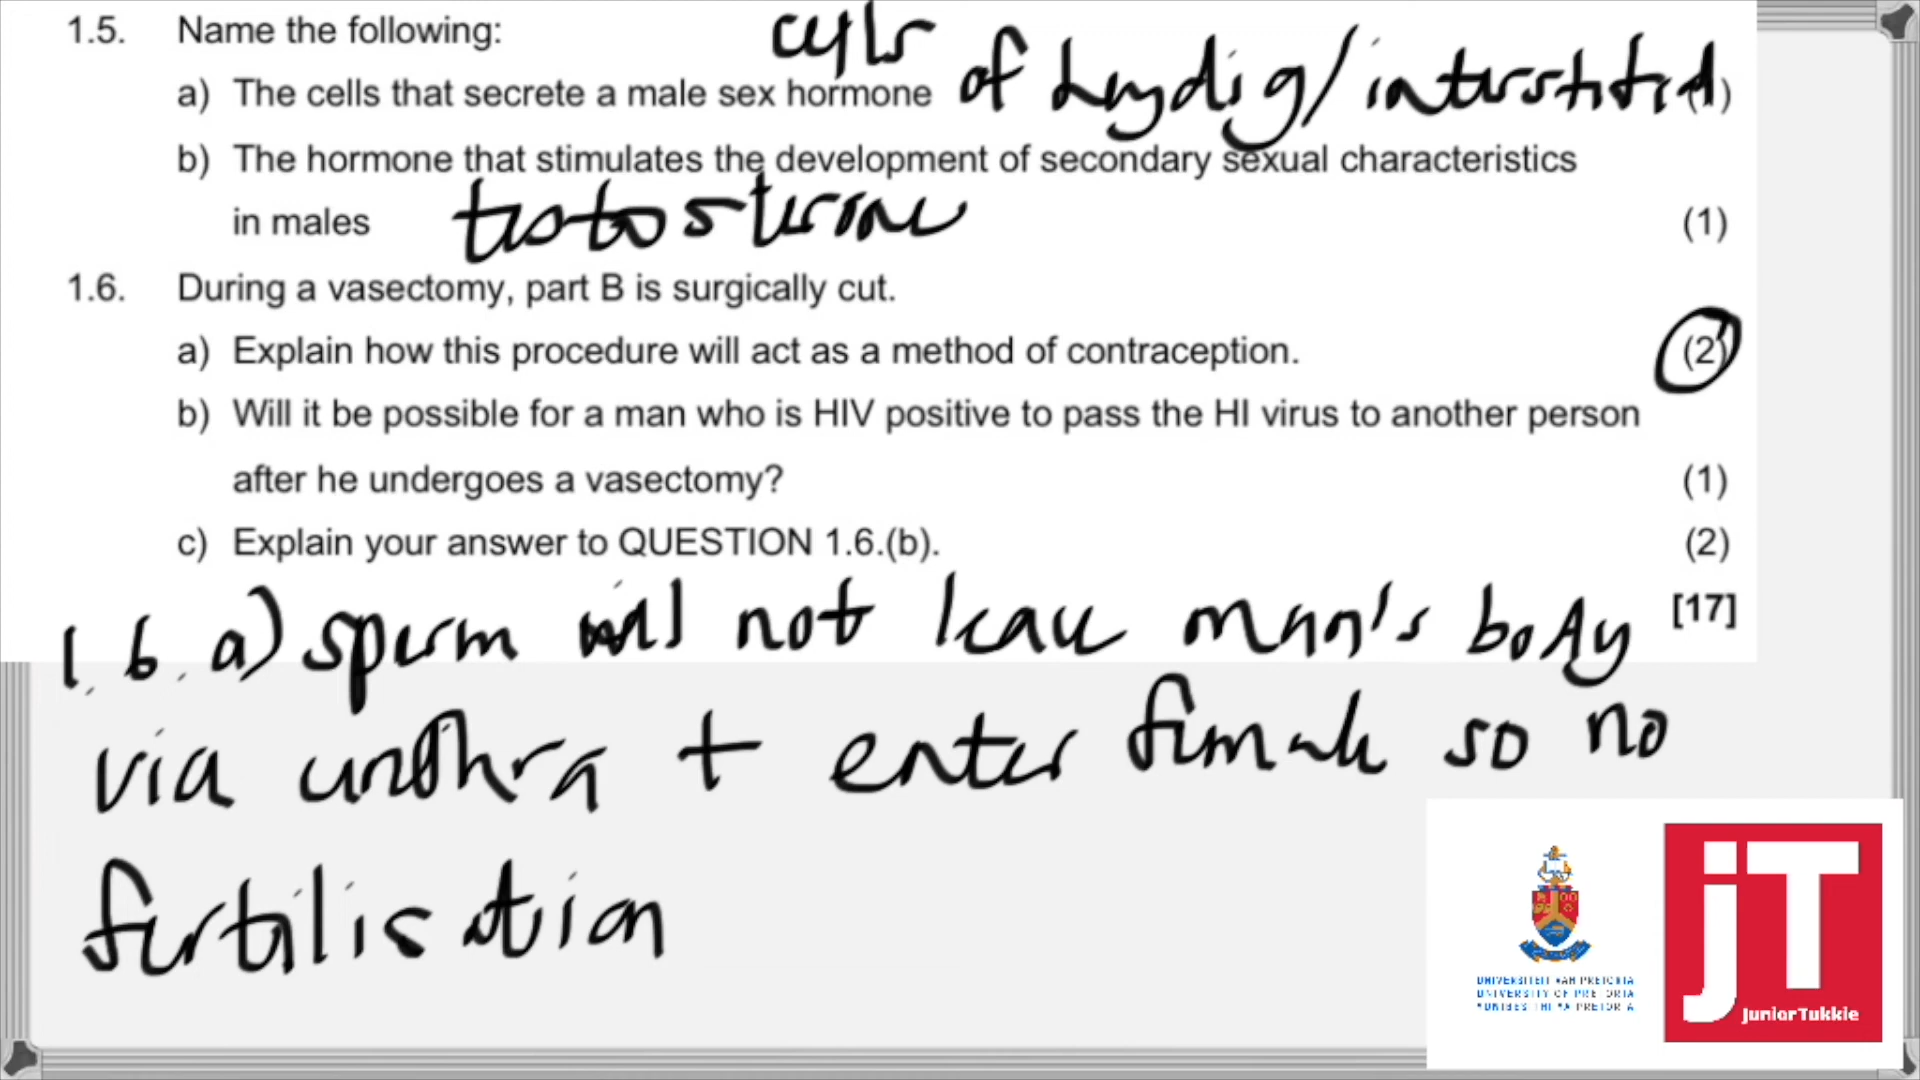 1.5. Name the following:
cells
a) The cells that secrete a male sex hormone of Leydig/interstitial
b) The hormone that stimulates the development of secondary sexual characteristics
in males testosterone (1)
1.6. During a vasectomy, part B is surgically cut.
a) Explain how this procedure will act as a method of contraception. (2)
b) Will it be possible for a man who is HIV positive to pass the HI virus to another person
after he undergoes a vasectomy? (1)
c) Explain your answer to QUESTION 1.6.(b). (2)
[17]
1.6. a) sperm will not leave man's body
via urethra + enter female so no
fertilisation
UNIVERSITEIT VAN PRETORIA
UNIVERSITY OF PRETORIA
YUNIBESITHI YA PRETORIA
jT
JuniorTukkie